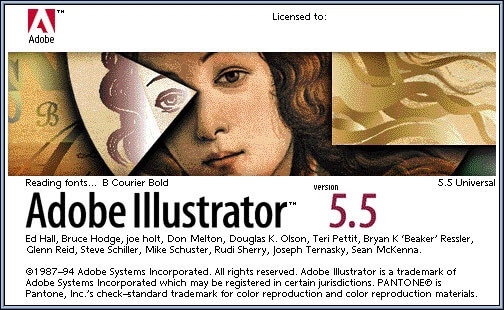 Adobe™
Licensed to:
Reading fonts... B Courier Bold
5.5 Universal
Adobe Illustrator™
version
5.5
Ed Hall, Bruce Hodge, joe holt, Don Melton, Douglas K. Olson, Teri Pettit, Bryan K ‘Beaker’ Ressler,
Glenn Reid, Steve Schiller, Mike Schuster, Rudi Sherry, Joseph Ternasky, Sean McKenna.
©1987–94 Adobe Systems Incorporated. All rights reserved. Adobe Illustrator is a trademark of
Adobe Systems Incorporated which may be registered in certain jurisdictions. PANTONE® is
Pantone, Inc.'s check-standard trademark for color reproduction and color reproduction materials.